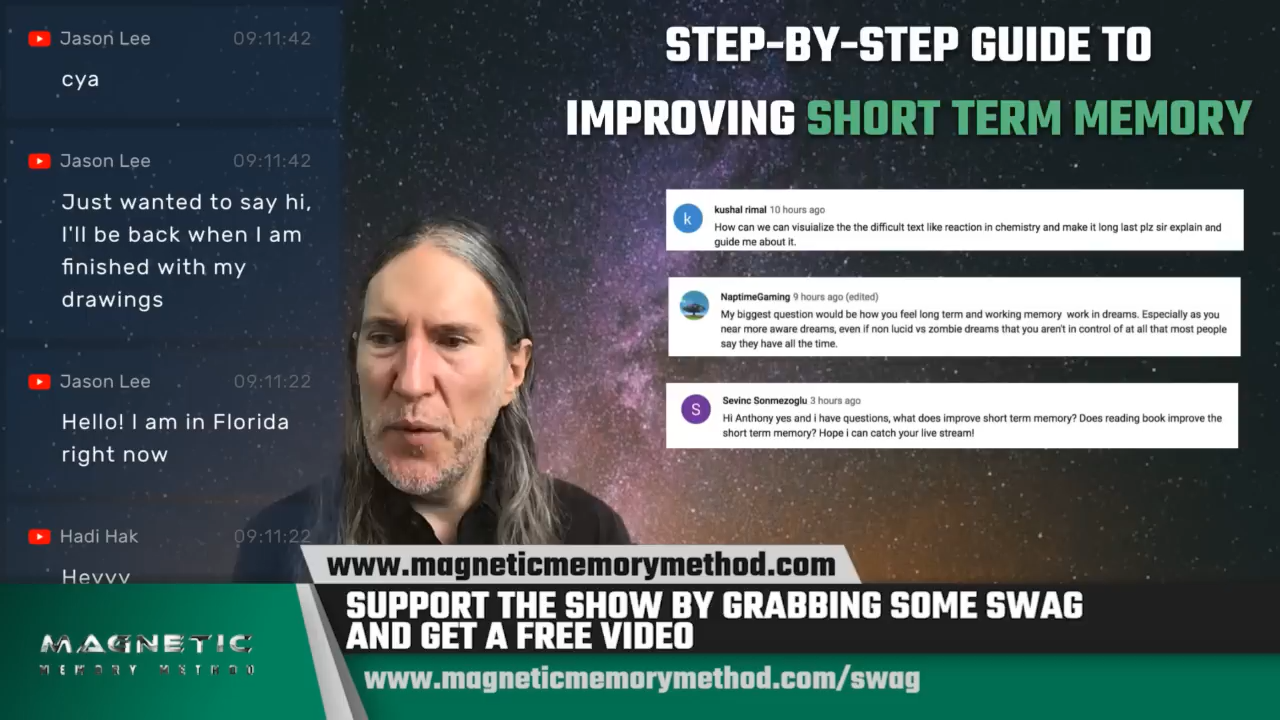 Jason Lee 09:11:42
cya
Jason Lee 09:11:42
Just wanted to say hi,
I'll be back when I am
finished with my
drawings
Jason Lee 09:11:22
Hello! I am in Florida
right now
Hadi Hak 09:11:22
Heyyy
STEP-BY-STEP GUIDE TO
IMPROVING SHORT TERM MEMORY
k
kushal rimal 10 hours ago
How can we can visuialize the the difficult text like reaction in chemistry and make it long last plz sir explain and
guide me about it.
NaptimeGaming 9 hours ago (edited)
My biggest question would be how you feel long term and working memory work in dreams. Especially as you
near more aware dreams, even if non lucid vs zombie dreams that you aren't in control of at all that most people
say they have all the time.
S
Sevinc Sonmezoglu 3 hours ago
Hi Anthony yes and i have questions, what does improve short term memory? Does reading book improve the
short term memory? Hope i can catch your live stream!
www.magneticmemorymethod.com
SUPPORT THE SHOW BY GRABBING SOME SWAG
AND GET A FREE VIDEO
www.magneticmemorymethod.com/swag
MAGNETIC
MEMORY METHOD